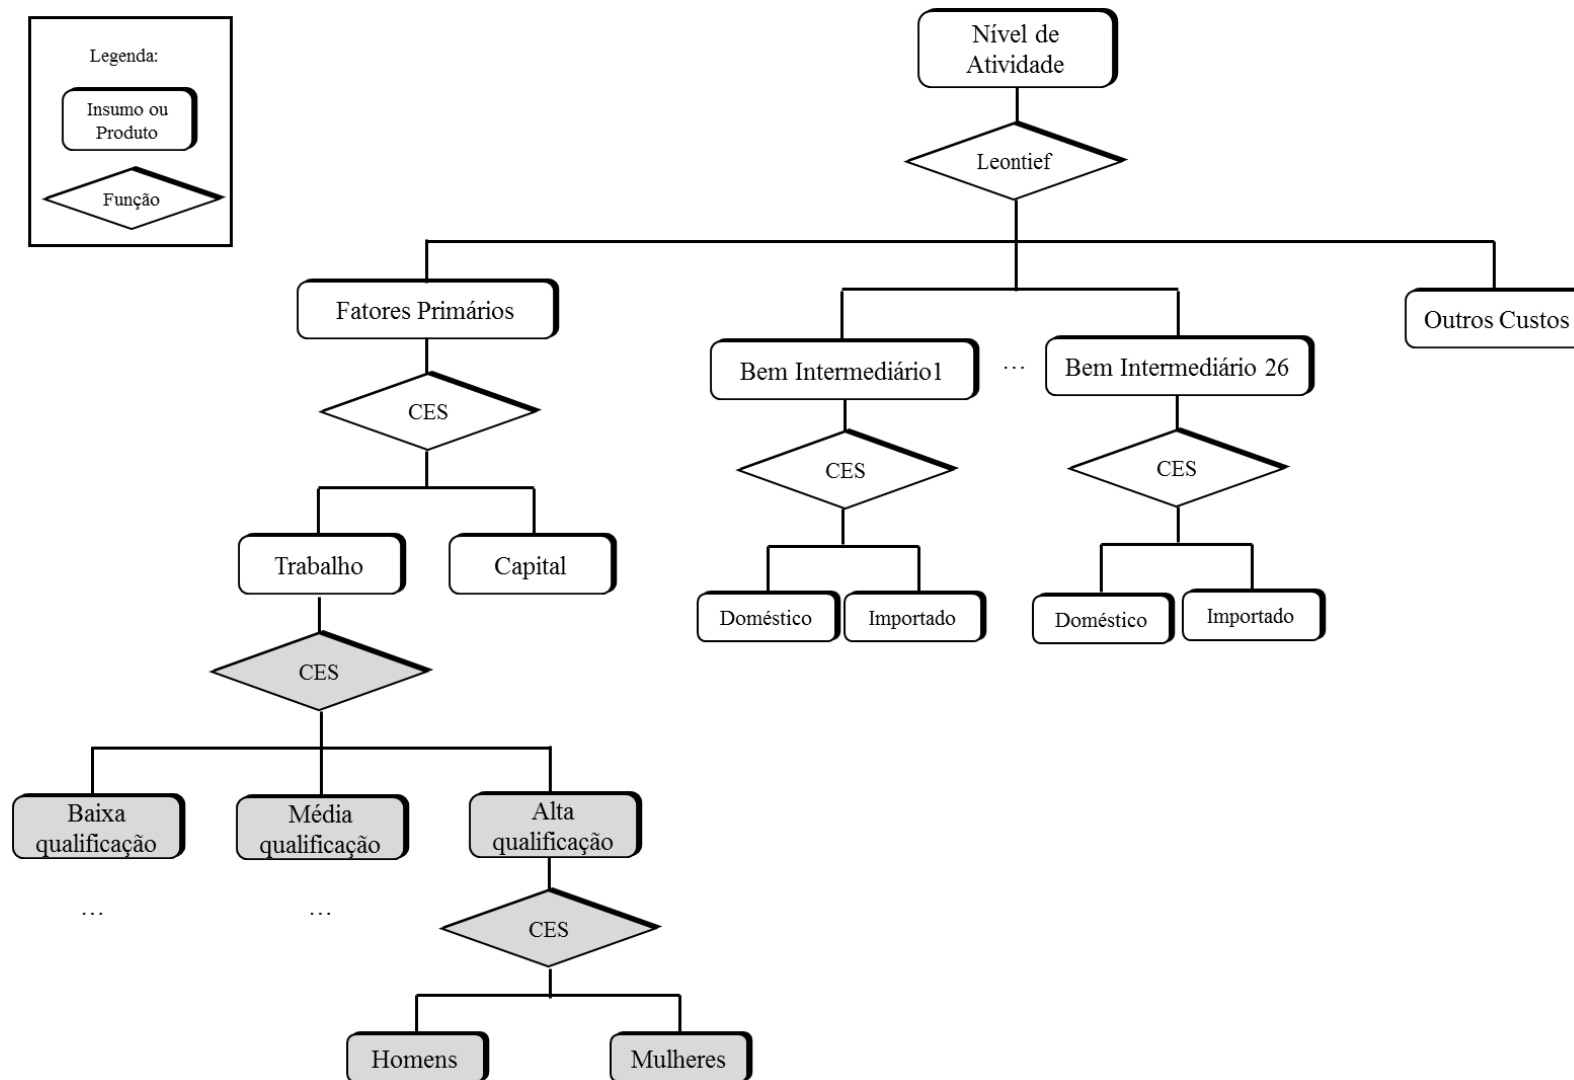 Legenda:
Insumo ou
Produto
Função
Nível de
Atividade
Leontief
Fatores Primários
Bem Intermediário1
...
Bem Intermediário 26
Outros Custos
CES
CES
CES
Trabalho
Capital
Doméstico
Importado
Doméstico
Importado
CES
Baixa
qualificação
Média
qualificação
Alta
qualificação
...
...
CES
Homens
Mulheres